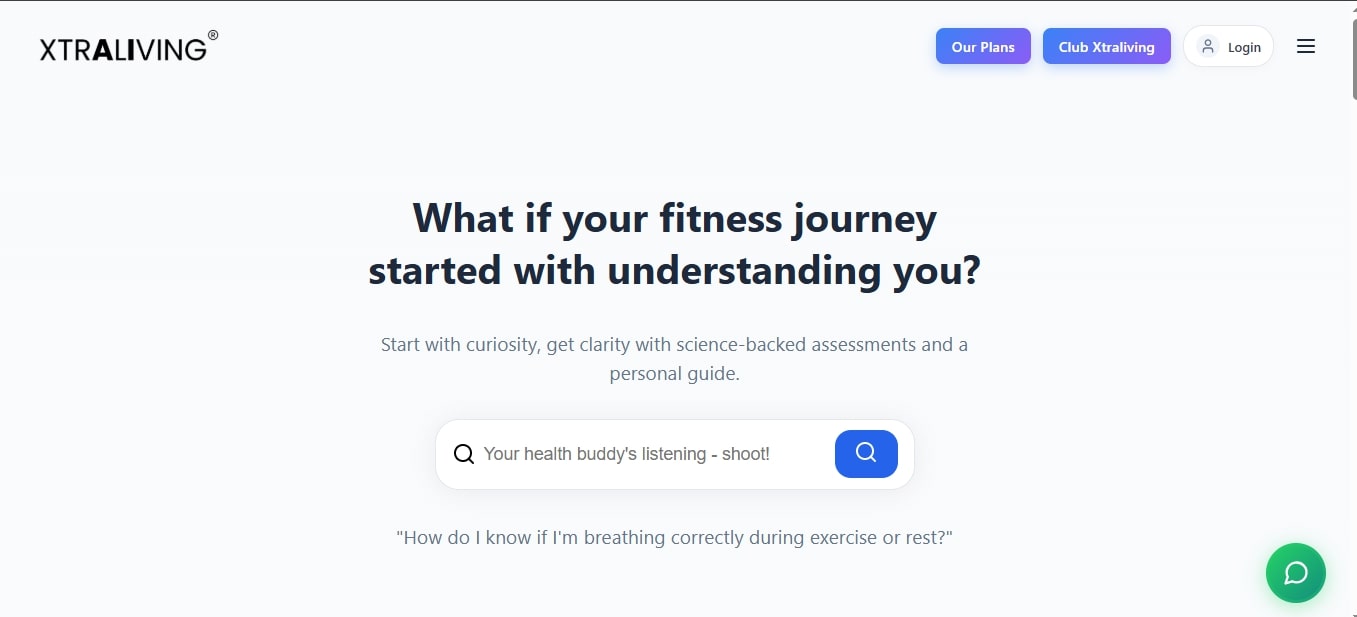 XTRALIVING®
Our Plans
Club Xtraliving
Login
What if your fitness journey
started with understanding you?
Start with curiosity, get clarity with science-backed assessments and a
personal guide.
Your health buddy's listening - shoot!
"How do I know if I'm breathing correctly during exercise or rest?"